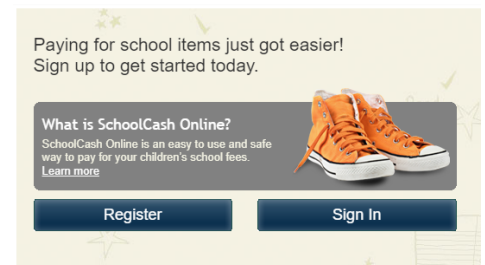 Paying for school items just got easier!
Sign up to get started today.
What is SchoolCash Online?
SchoolCash Online is an easy to use and safe
way to pay for your children's school fees.
Learn more
Register
Sign In